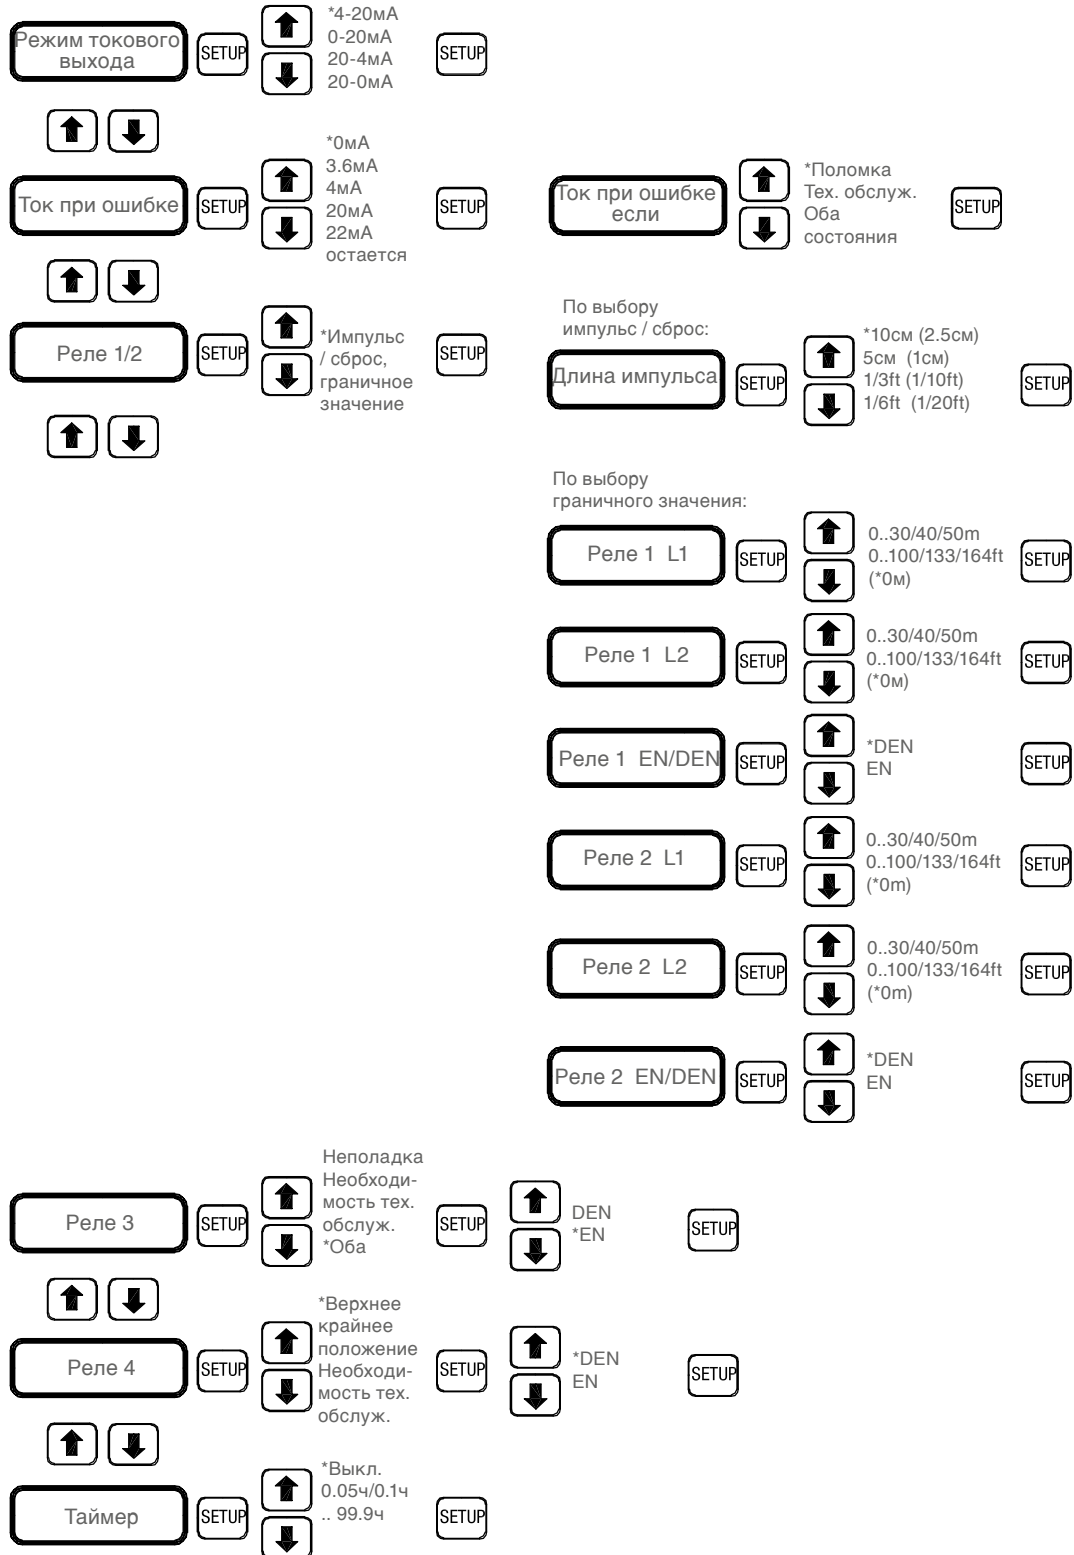 Режим токового
выхода
SETUP
*4-20мА
0-20мА
20-4мА
20-0мА
SETUP
Ток при ошибке
SETUP
*0мА
3.6мА
4мА
20мА
22мА
остается
SETUP
Ток при ошибке
если
*Поломка
Тех. обслуж.
Оба
состояния
SETUP
Реле 1/2
SETUP
*Импульс
/ сброс,
граничное
значение
SETUP
По выбору
импульс / сброс:
Длина импульса
SETUP
*10см (2.5см)
5см (1см)
1/3ft (1/10ft)
1/6ft (1/20ft)
SETUP
По выбору
граничного значения:
Реле 1 L1
SETUP
0..30/40/50m
0..100/133/164ft
(*0м)
SETUP
Реле 1 L2
SETUP
0..30/40/50m
0..100/133/164ft
(*0м)
SETUP
Реле 1 EN/DEN
SETUP
*DEN
EN
SETUP
Реле 2 L1
SETUP
0..30/40/50m
0..100/133/164ft
(*0m)
SETUP
Реле 2 L2
SETUP
0..30/40/50m
0..100/133/164ft
(*0m)
SETUP
Реле 2 EN/DEN
SETUP
*DEN
EN
SETUP
Реле 3
SETUP
Неполадка
Необходи-
мость тех.
обслуж.
*Оба
SETUP
DEN
*EN
SETUP
Реле 4
SETUP
*Верхнее
крайнее
положение
Необходи-
мость тех.
обслуж.
SETUP
*DEN
EN
SETUP
Таймер
SETUP
*Выкл.
0.05ч/0.1ч
.. 99.9ч
SETUP